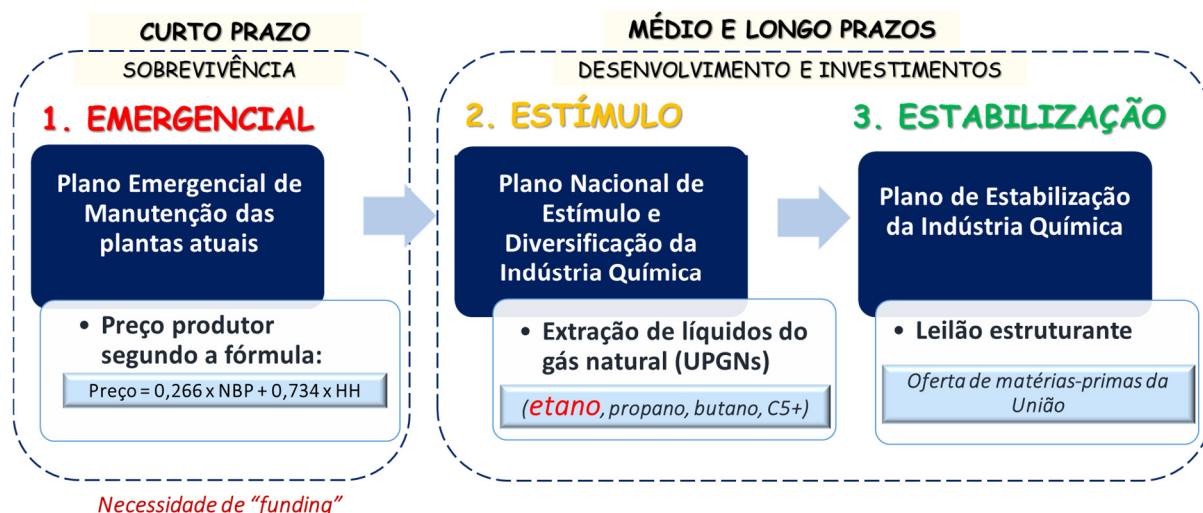 CURTO PRAZO
SOBREVIVÊNCIA
1. EMERGENCIAL
Plano Emergencial de
Manutenção das
plantas atuais
• Preço produtor
segundo a fórmula:
Preço = 0,266 x NBP + 0,734 x HH
Necessidade de “funding”
MÉDIO E LONGO PRAZOS
DESENVOLVIMENTO E INVESTIMENTOS
2. ESTÍMULO
Plano Nacional de
Estímulo e
Diversificação da
Indústria Química
• Extração de líquidos do
gás natural (UPGNs)
(etano, propano, butano, C5+)
3. ESTABILIZAÇÃO
Plano de Estabilização
da Indústria Química
• Leilão estruturante
Oferta de matérias-primas da
União